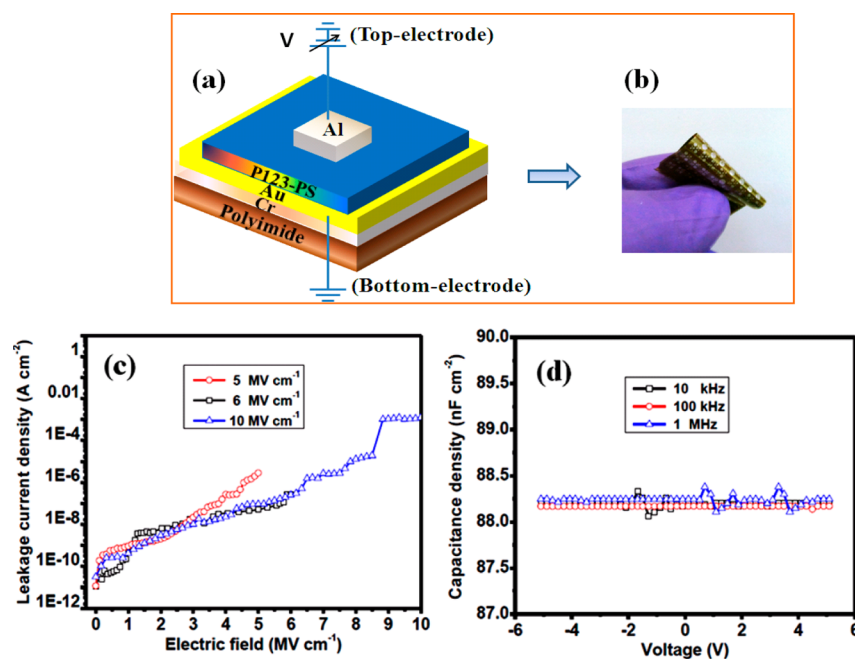 V
(Top-electrode)
(a)
(b)
Al
P123-PS
Au
Cr
Polyimide
(Bottom-electrode)
(c)
Leakage current density (A cm⁻²)
1
0.01
1E-4
1E-6
1E-8
1E-10
1E-12
5 MV cm⁻¹
6 MV cm⁻¹
10 MV cm⁻¹
0 1 2 3 4 5 6 7 8 9 10
Electric field (MV cm⁻¹)
(d)
Capacitance density (nF cm⁻²)
90.0
89.5
89.0
88.5
88.0
87.5
87.0
10 kHz
100 kHz
1 MHz
-6 -4 -2 0 2 4 6
Voltage (V)